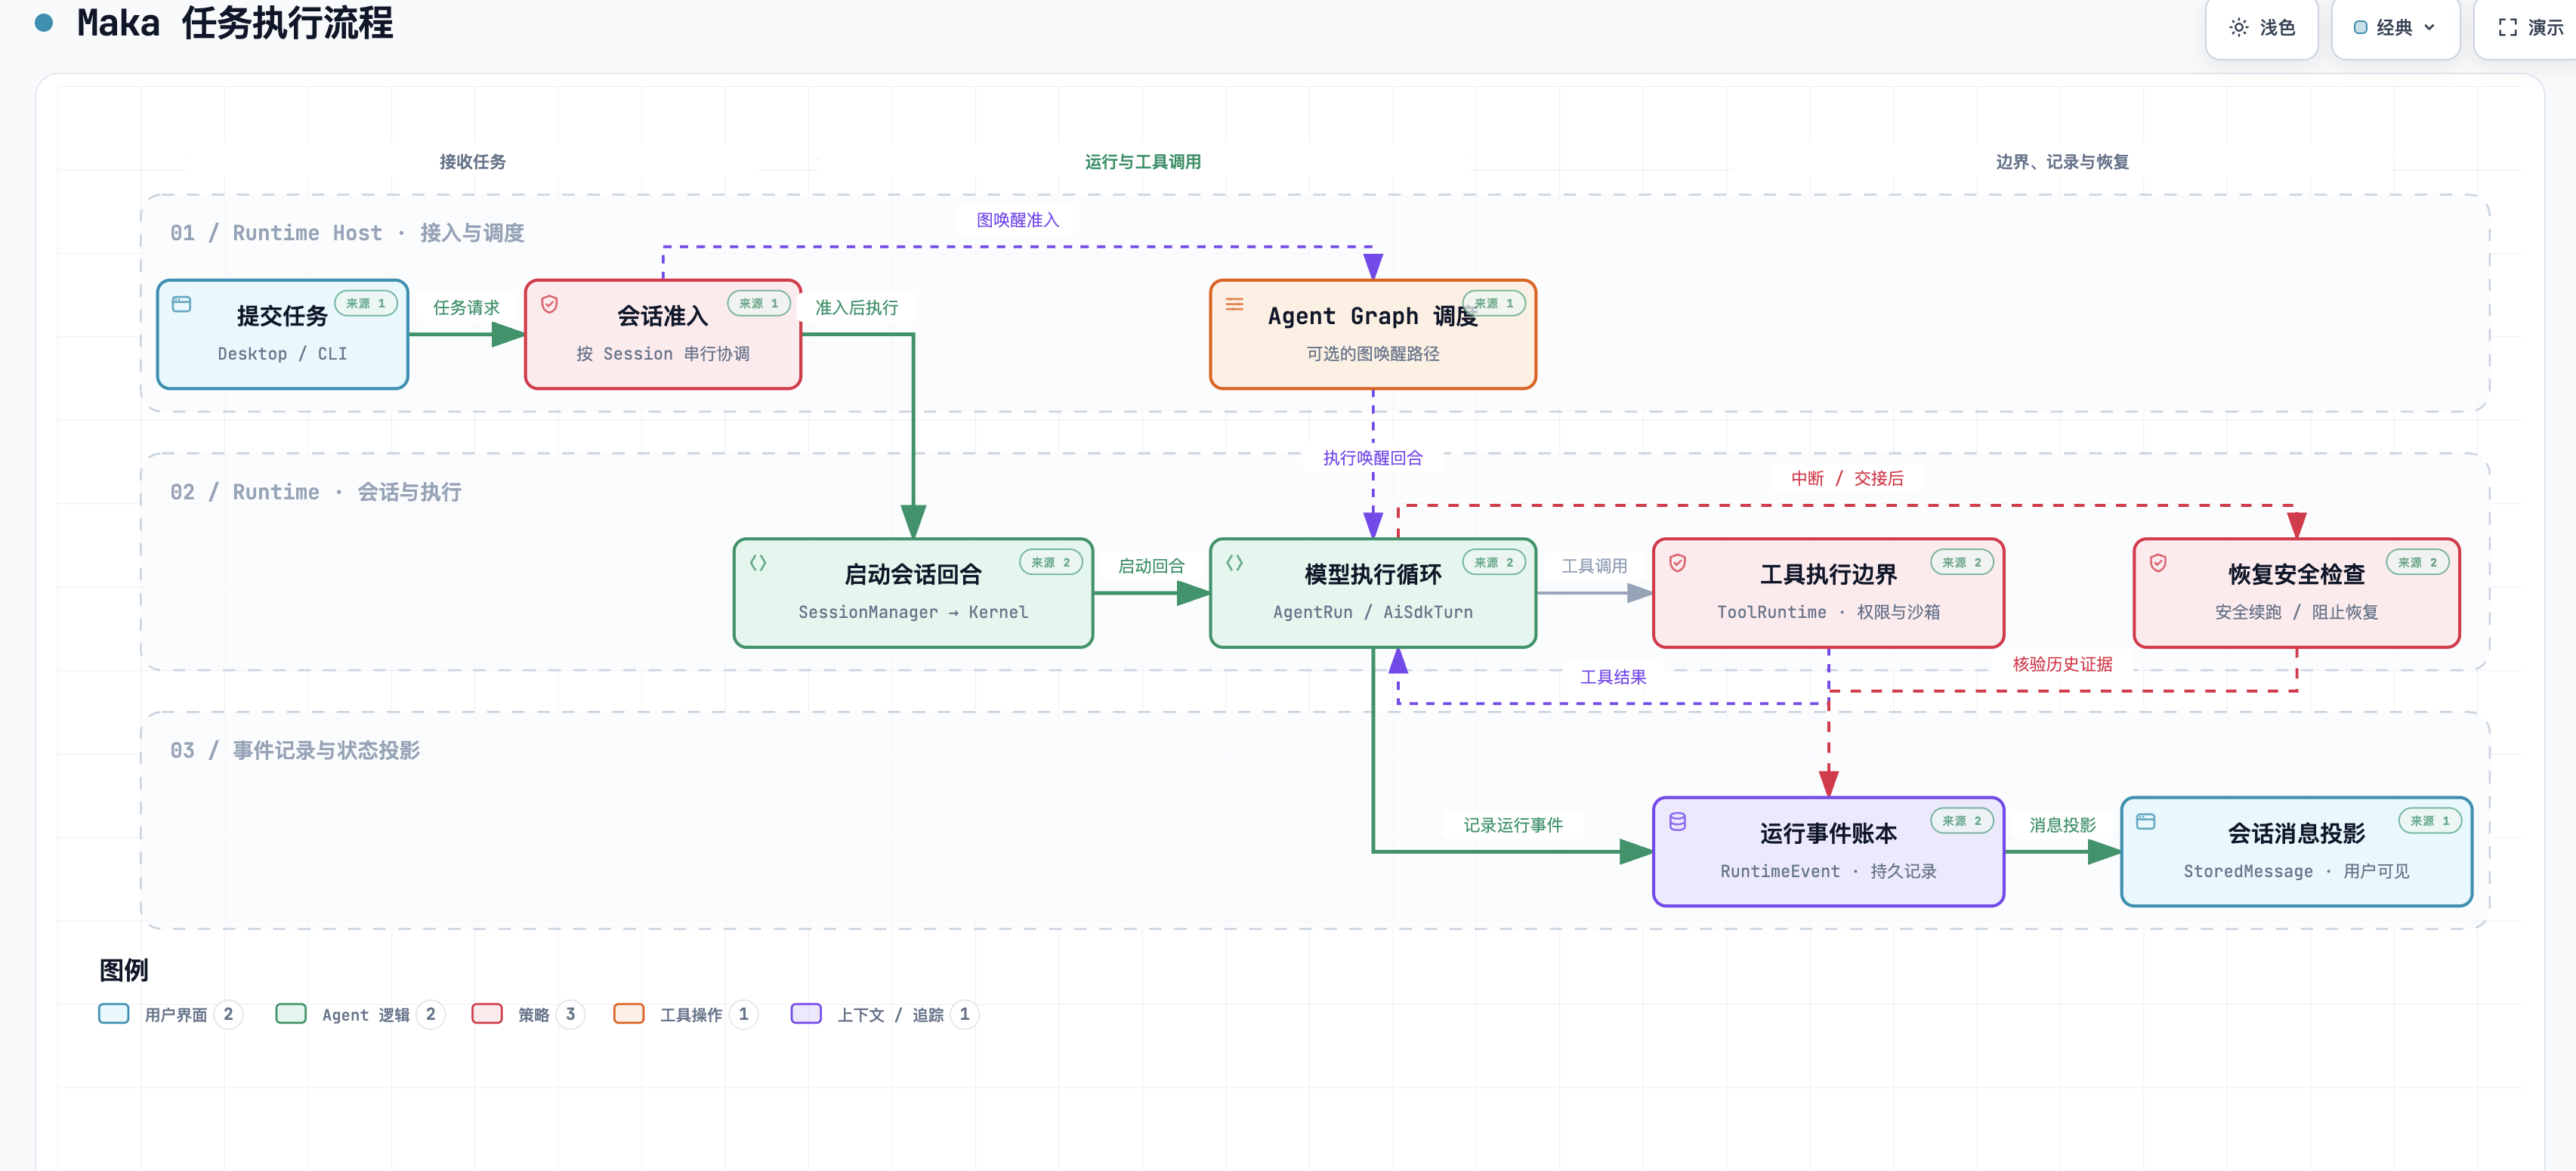 Maka 任务执行流程
浅色
经典
演示
接收任务
运行与工具调用
边界、记录与恢复
01 / Runtime Host · 接入与调度
图唤醒准入
提交任务
来源 1
Desktop / CLI
任务请求
会话准入
来源 1
按 Session 串行协调
准入后执行
Agent Graph 调度
来源 1
可选的图唤醒路径
执行唤醒回合
02 / Runtime · 会话与执行
中断 / 交接后
启动会话回合
来源 2
SessionManager → Kernel
启动回合
模型执行循环
来源 2
AgentRun / AiSdkTurn
工具调用
工具执行边界
来源 2
ToolRuntime · 权限与沙箱
恢复安全检查
来源 2
安全续跑 / 阻止恢复
工具结果
核验历史证据
03 / 事件记录与状态投影
记录运行事件
运行事件账本
来源 2
RuntimeEvent · 持久记录
消息投影
会话消息投影
来源 1
StoredMessage · 用户可见
图例
用户界面 2
Agent 逻辑 2
策略 3
工具操作 1
上下文 / 追踪 1